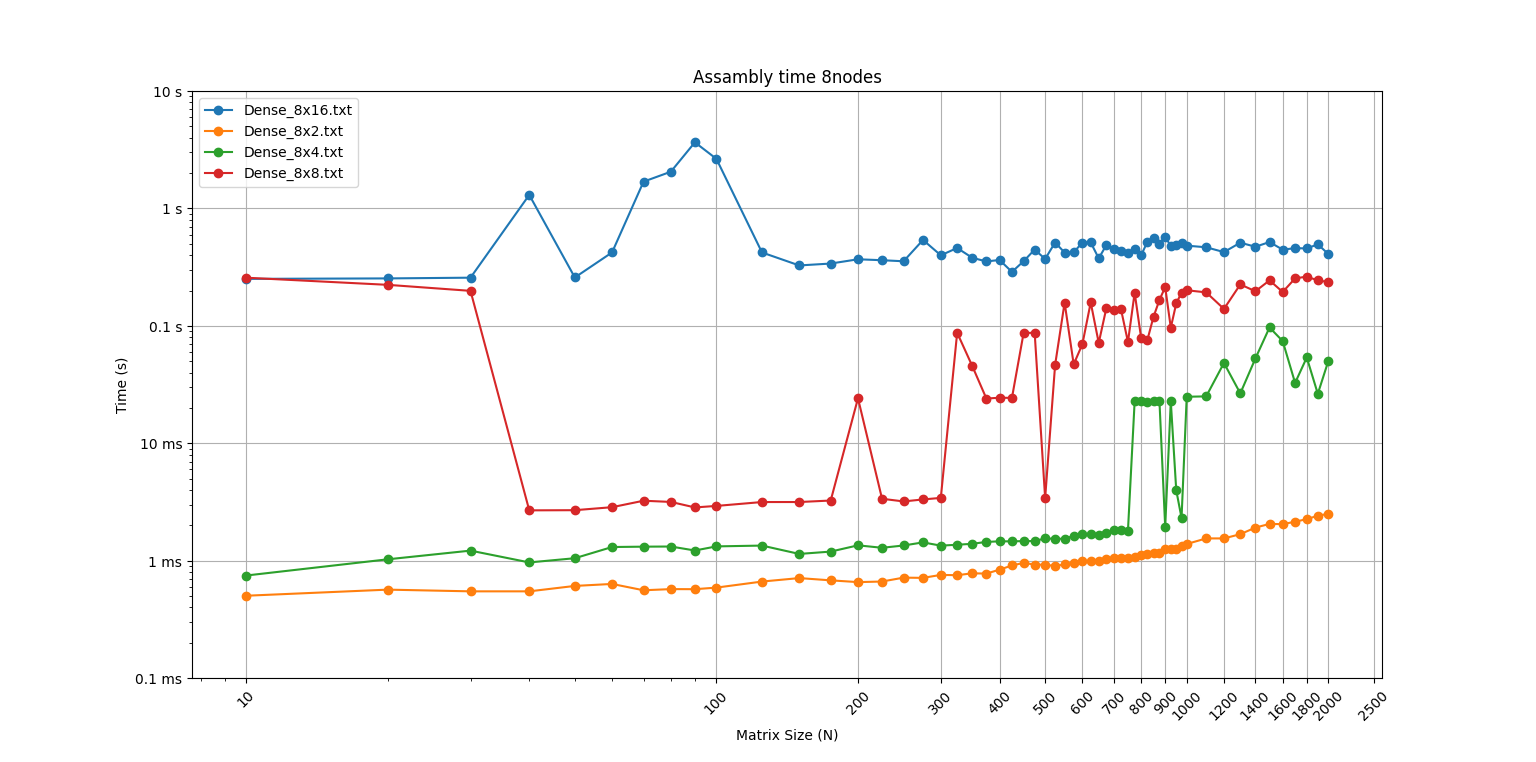 Assambly time 8nodes
10 s
1 s
0.1 s
10 ms
1 ms
0.1 ms
Time (s)
Dense_8x16.txt
Dense_8x2.txt
Dense_8x4.txt
Dense_8x8.txt
10
100
200
300
400
500
600
700
800
900
1000
1200
1400
1600
1800
2000
2500
Matrix Size (N)